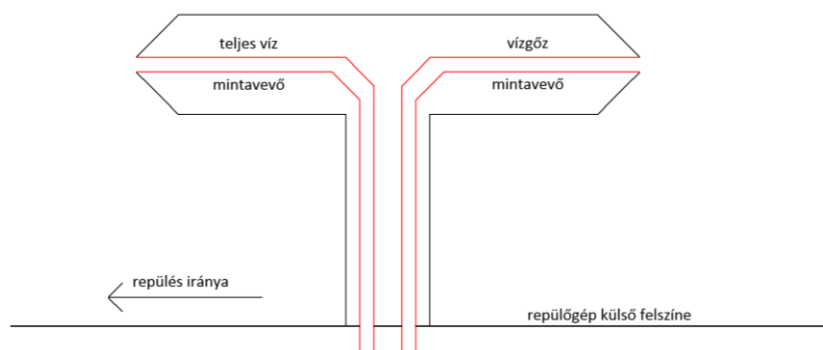 teljes víz
vízgőz
mintavevő
mintavevő
repülés iránya
repülőgép külső felszíne